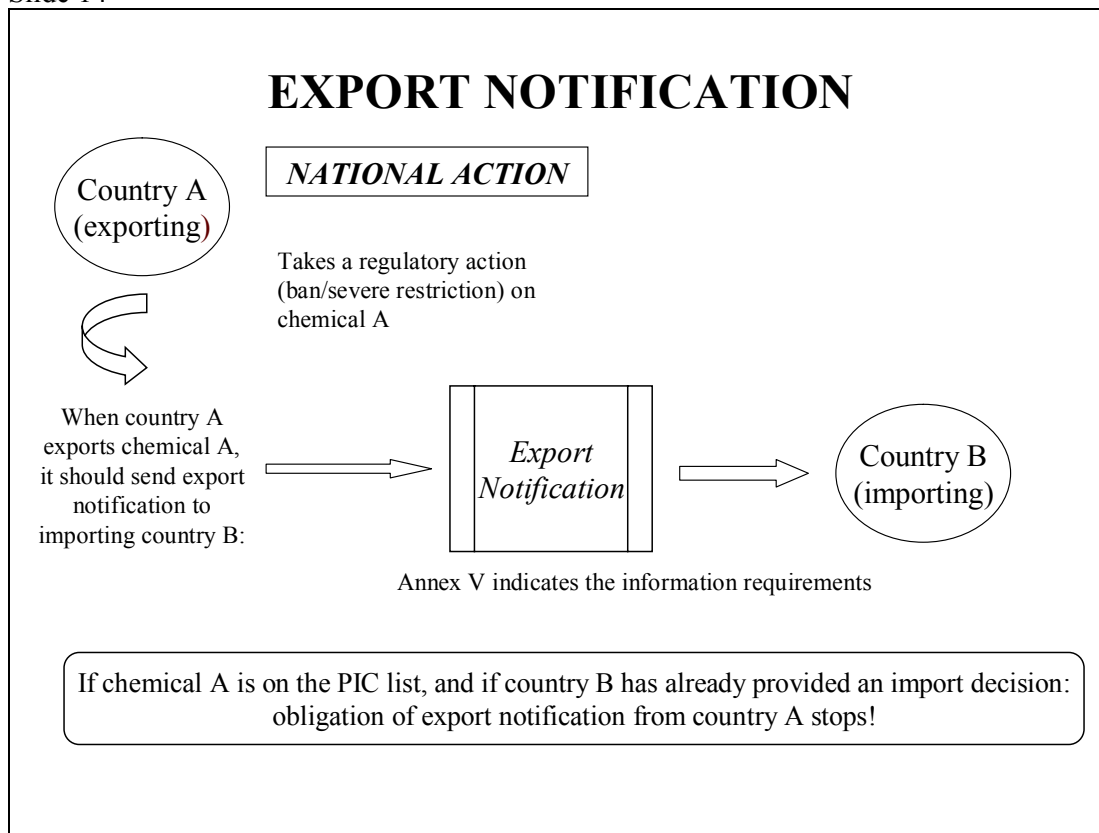 EXPORT NOTIFICATION
Country A
(exporting)
NATIONAL ACTION
Takes a regulatory action
(ban/severe restriction) on
chemical A
When country A
exports chemical A,
it should send export
notification to
importing country B:
Export
Notification
Country B
(importing)
Annex V indicates the information requirements
If chemical A is on the PIC list, and if country B has already provided an import decision:
obligation of export notification from country A stops!